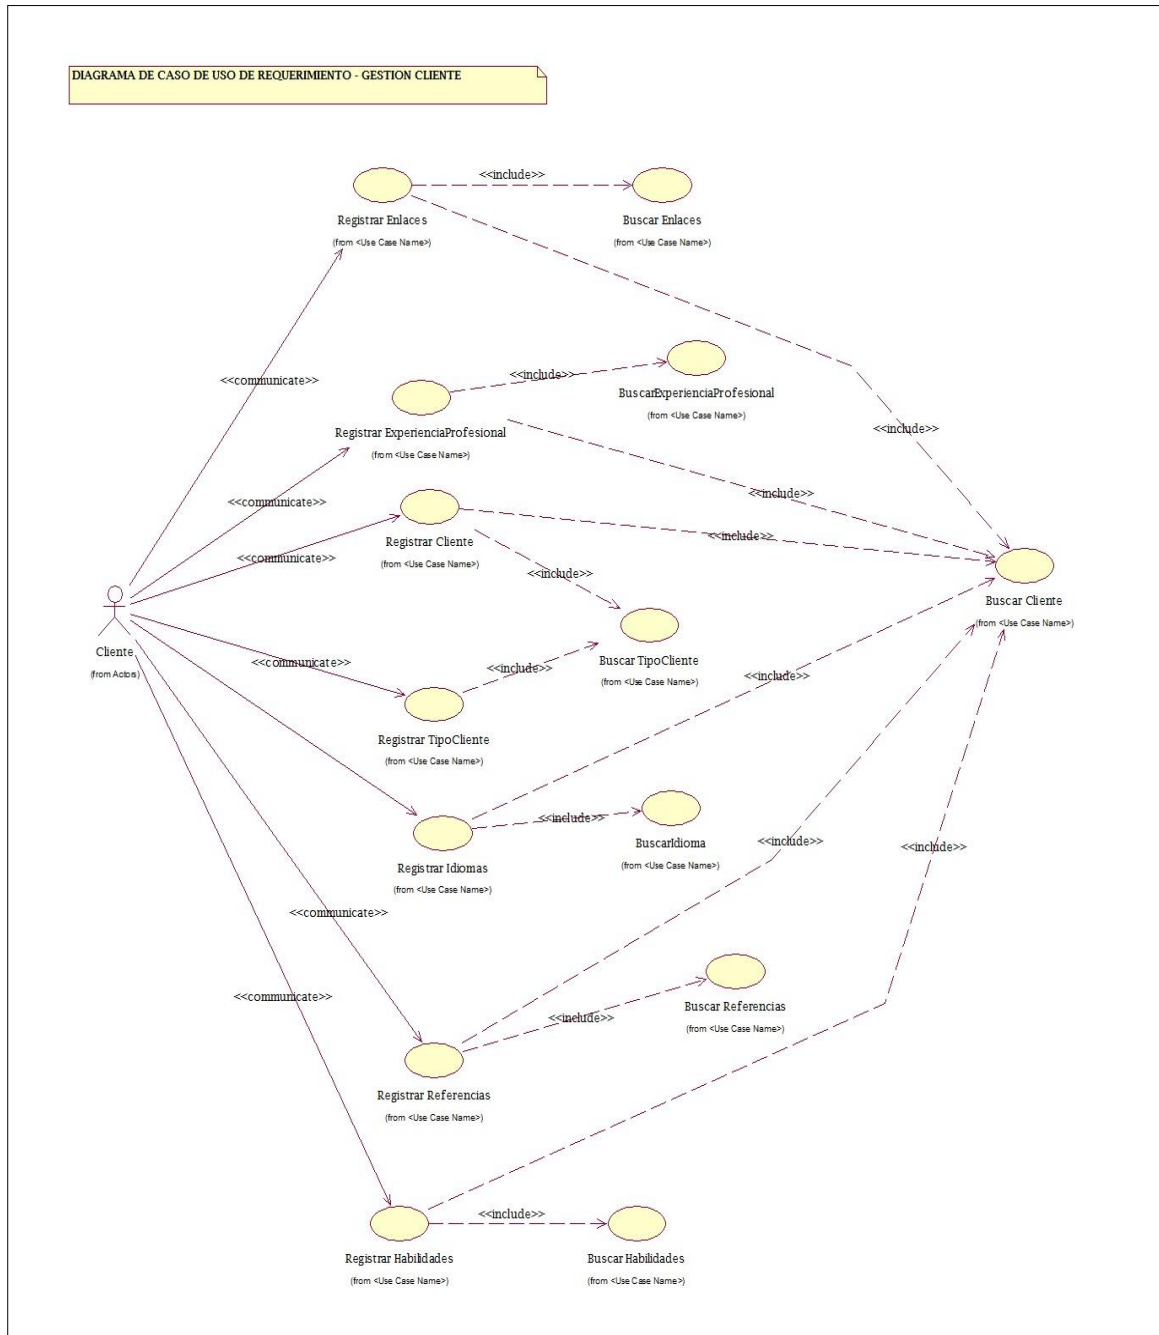 DIAGRAMA DE CASO DE USO DE REQUERIMIENTO - GESTION CLIENTE
<<include>>
Registrar Enlaces
(from <Use Case Name>)
Buscar Enlaces
(from <Use Case Name>)
<<communicate>>
<<include>>
BuscarExperienciaProfesional
(from <Use Case Name>)
<<include>>
Registrar ExperienciaProfesional
(from <Use Case Name>)
<<communicate>>
<<include>>
Registrar Cliente
(from <Use Case Name>)
<<include>>
<<communicate>>
<<include>>
Buscar Cliente
(from <Use Case Name>)
Cliente
(from Actors)
<<communicate>>
<<include>>
Buscar TipoCliente
(from <Use Case Name>)
<<include>>
Registrar TipoCliente
(from <Use Case Name>)
<<include>>
BuscarIdioma
(from <Use Case Name>)
<<include>>
<<include>>
Registrar Idiomas
(from <Use Case Name>)
<<communicate>>
<<communicate>>
Buscar Referencias
(from <Use Case Name>)
<<include>>
Registrar Referencias
(from <Use Case Name>)
<<include>>
Registrar Habilidades
(from <Use Case Name>)
Buscar Habilidades
(from <Use Case Name>)